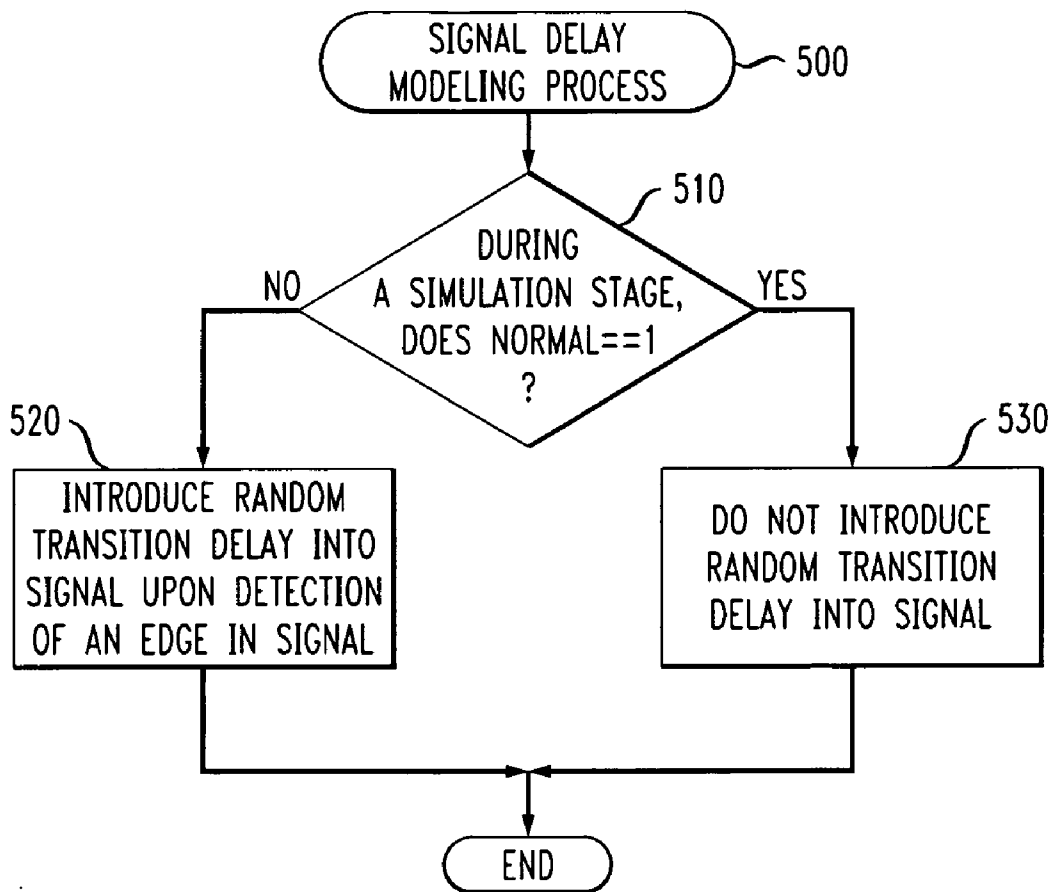 SIGNAL DELAY
MODELING PROCESS
500
510
DURING
A SIMULATION STAGE,
DOES NORMAL==1
?
NO
YES
520
INTRODUCE RANDOM
TRANSITION DELAY INTO
SIGNAL UPON DETECTION
OF AN EDGE IN SIGNAL
530
DO NOT INTRODUCE
RANDOM TRANSITION
DELAY INTO SIGNAL
END